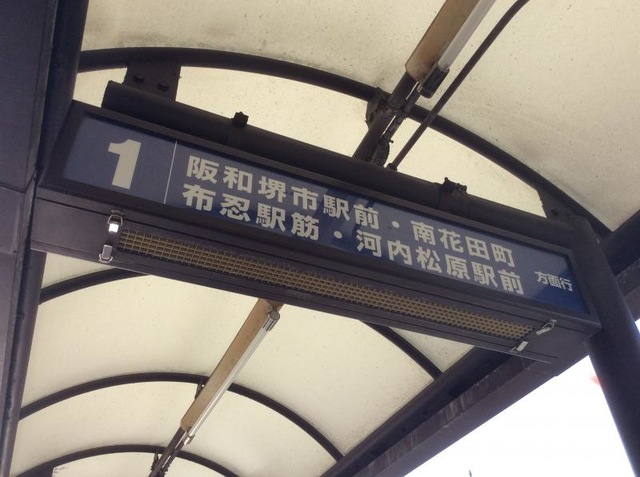 1
阪和堺市駅前・南花田町
布忍駅筋・河内松原駅前 方面行